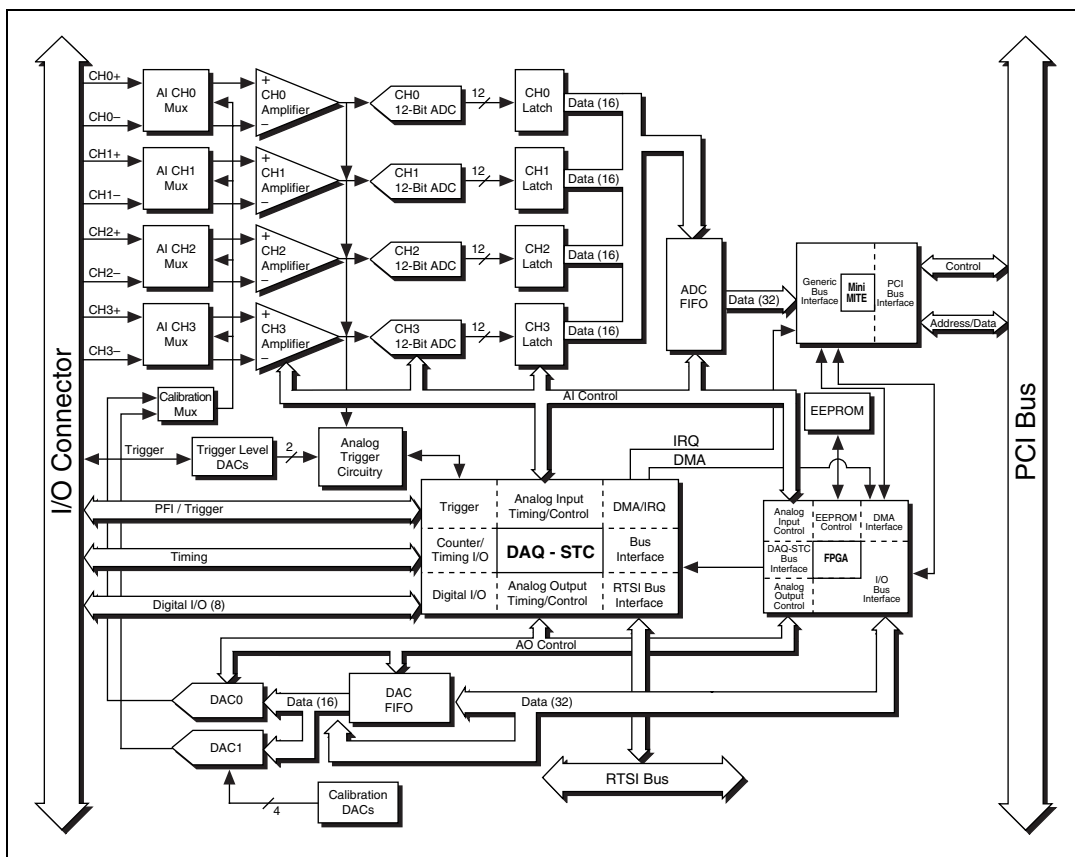 I/O Connector
PCI Bus
CH0+
CH0–
AI CH0
Mux
+
CH0
Amplifier
–
CH0
12-Bit ADC
12
CH0
Latch
Data (16)
CH1+
CH1–
AI CH1
Mux
+
CH1
Amplifier
–
CH1
12-Bit ADC
12
CH1
Latch
Data (16)
CH2+
CH2–
AI CH2
Mux
+
CH2
Amplifier
–
CH2
12-Bit ADC
12
CH2
Latch
Data (16)
CH3+
CH3–
AI CH3
Mux
+
CH3
Amplifier
–
CH3
12-Bit ADC
12
CH3
Latch
Data (16)
ADC
FIFO
Data (32)
Generic
Bus
Interface
Mini
MITE
PCI
Bus
Interface
Control
Address/Data
AI Control
Calibration
Mux
EEPROM
Trigger
Trigger Level
DACs
2
Analog
Trigger
Circuitry
IRQ
DMA
PFI / Trigger
Timing
Digital I/O (8)
Trigger
Analog Input
Timing/Control
DMA/IRQ
Counter/
Timing I/O
DAQ - STC
Bus
Interface
Digital I/O
Analog Output
Timing/Control
RTSI Bus
Interface
Analog
Input
Control
EEPROM
Control
DMA
Interface
DAQ-STC
Bus
Interface
FPGA
I/O
Bus
Interface
Analog
Output
Control
AO Control
DAC0
Data (16)
DAC
FIFO
Data (32)
DAC1
RTSI Bus
4
Calibration
DACs